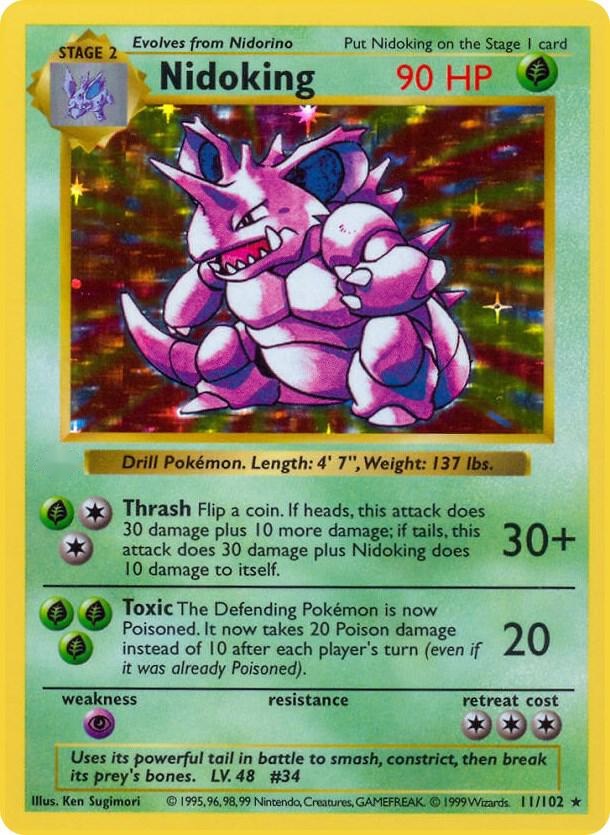 STAGE 2
Evolves from Nidorino
Put Nidoking on the Stage 1 card
Nidoking
90 HP
Drill Pokémon. Length: 4' 7", Weight: 137 lbs.
Thrash Flip a coin. If heads, this attack does
30 damage plus 10 more damage; if tails, this
attack does 30 damage plus Nidoking does
10 damage to itself.
30+
Toxic The Defending Pokémon is now
Poisoned. It now takes 20 Poison damage
instead of 10 after each player's turn (even if
it was already Poisoned).
20
weakness
resistance
retreat cost
Uses its powerful tail in battle to smash, constrict, then break
its prey's bones. LV. 48 #34
Illus. Ken Sugimori © 1995, 96, 98, 99 Nintendo, Creatures, GAMEFREAK. © 1999 Wizards. 11/102 ★